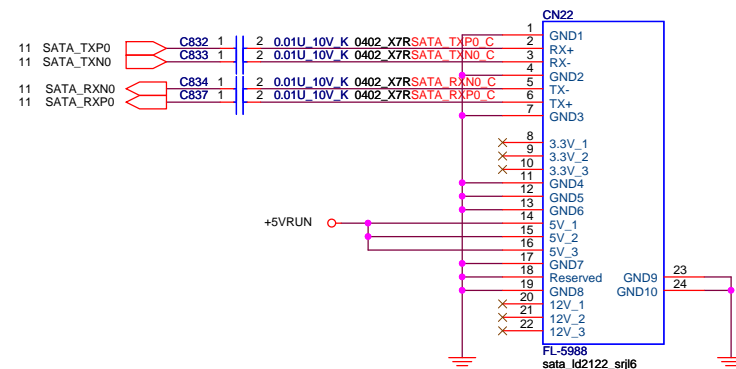 CN22
1 GND1
11 SATA_TXP0 C832 1 2 0.01U_10V_K 0402_X7R SATA_TXP0_C 2 RX+
11 SATA_TXN0 C833 1 2 0.01U_10V_K 0402_X7R SATA_TXN0_C 3 RX-
4 GND2
11 SATA_RXN0 C834 1 2 0.01U_10V_K 0402_X7R SATA_RXN0_C 5 TX-
11 SATA_RXP0 C837 1 2 0.01U_10V_K 0402_X7R SATA_RXP0_C 6 TX+
7 GND3
8 3.3V_1
9 3.3V_2
10 3.3V_3
11 GND4
12 GND5
13 GND6
+5VRUN 14 5V_1
15 5V_2
16 5V_3
17 GND7
18 Reserved GND9 23
19 GND8 GND10 24
20 12V_1
21 12V_2
22 12V_3
FL-5988
sata_ld2122_srjl6